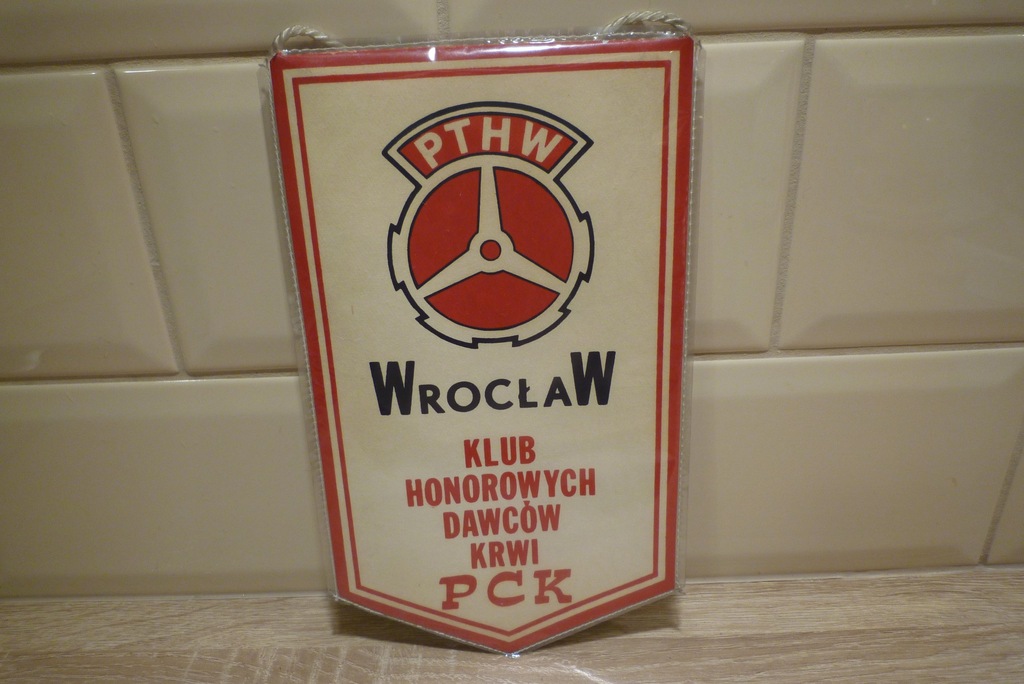 PTHW
WROCŁAW
KLUB
HONOROWYCH
DAWCÓW
KRWI
PCK